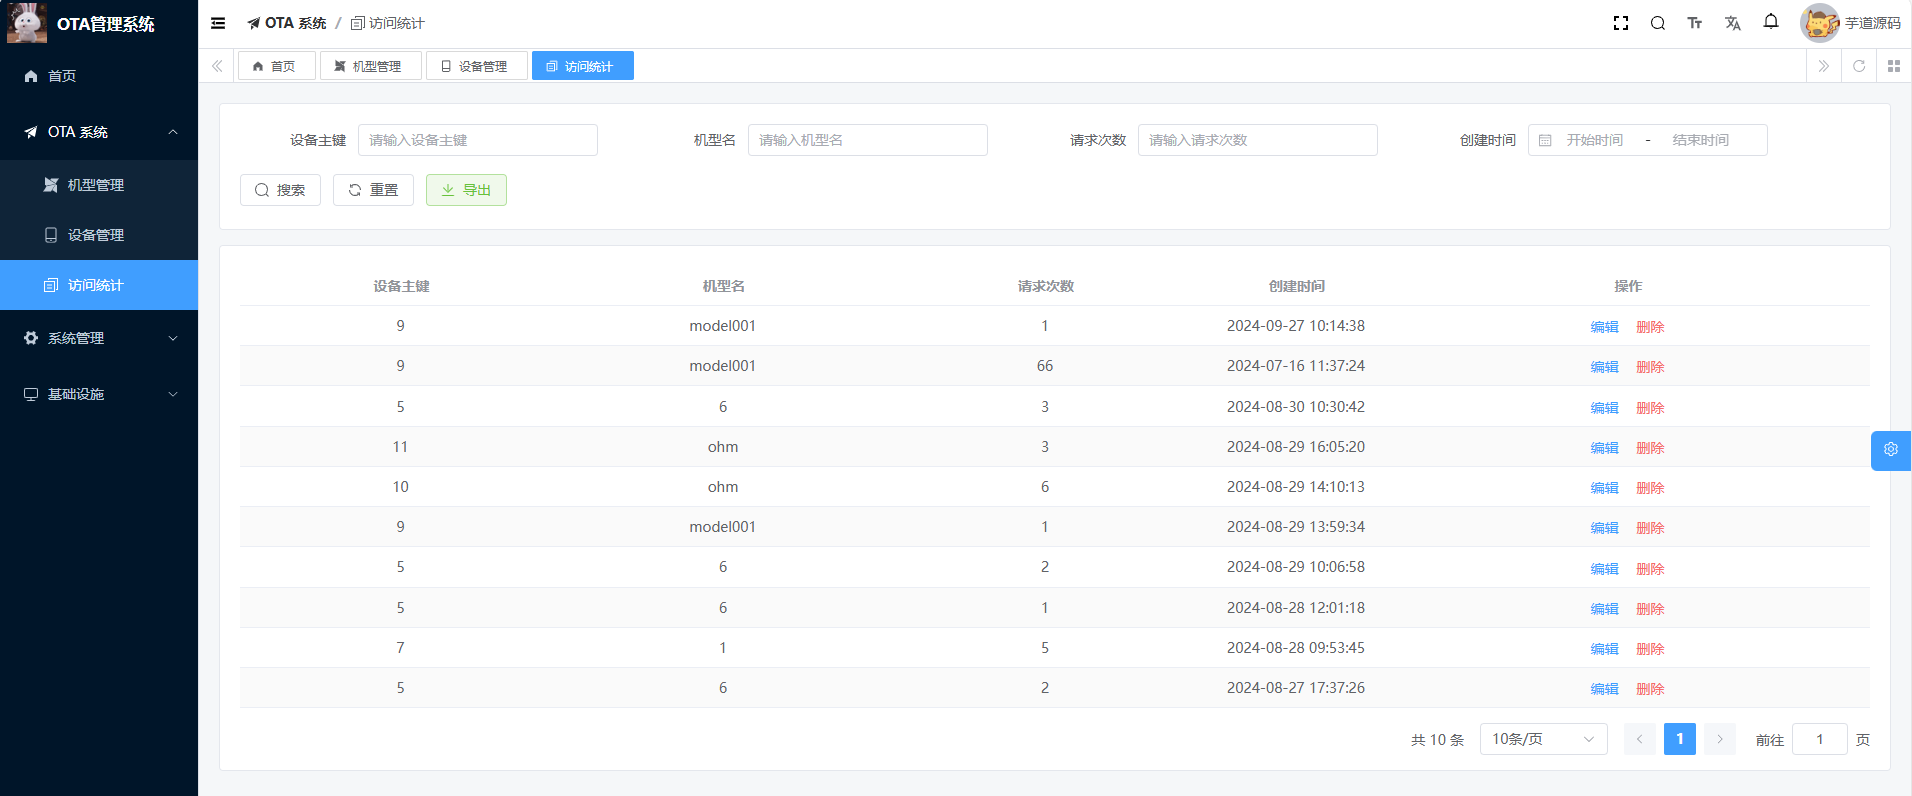 OTA管理系统
首页
OTA 系统
机型管理
设备管理
访问统计
系统管理
基础设施
OTA 系统 / 访问统计
芋道源码
首页 机型管理 设备管理 访问统计
设备主键 请输入设备主键 机型名 请输入机型名 请求次数 请输入请求次数 创建时间 开始时间 - 结束时间
搜索 重置 导出
设备主键 机型名 请求次数 创建时间 操作
9 model001 1 2024-09-27 10:14:38 编辑 删除
9 model001 66 2024-07-16 11:37:24 编辑 删除
5 6 3 2024-08-30 10:30:42 编辑 删除
11 ohm 3 2024-08-29 16:05:20 编辑 删除
10 ohm 6 2024-08-29 14:10:13 编辑 删除
9 model001 1 2024-08-29 13:59:34 编辑 删除
5 6 2 2024-08-29 10:06:58 编辑 删除
5 6 1 2024-08-28 12:01:18 编辑 删除
7 1 5 2024-08-28 09:53:45 编辑 删除
5 6 2 2024-08-27 17:37:26 编辑 删除
共 10 条 10条/页 1 前往 1 页